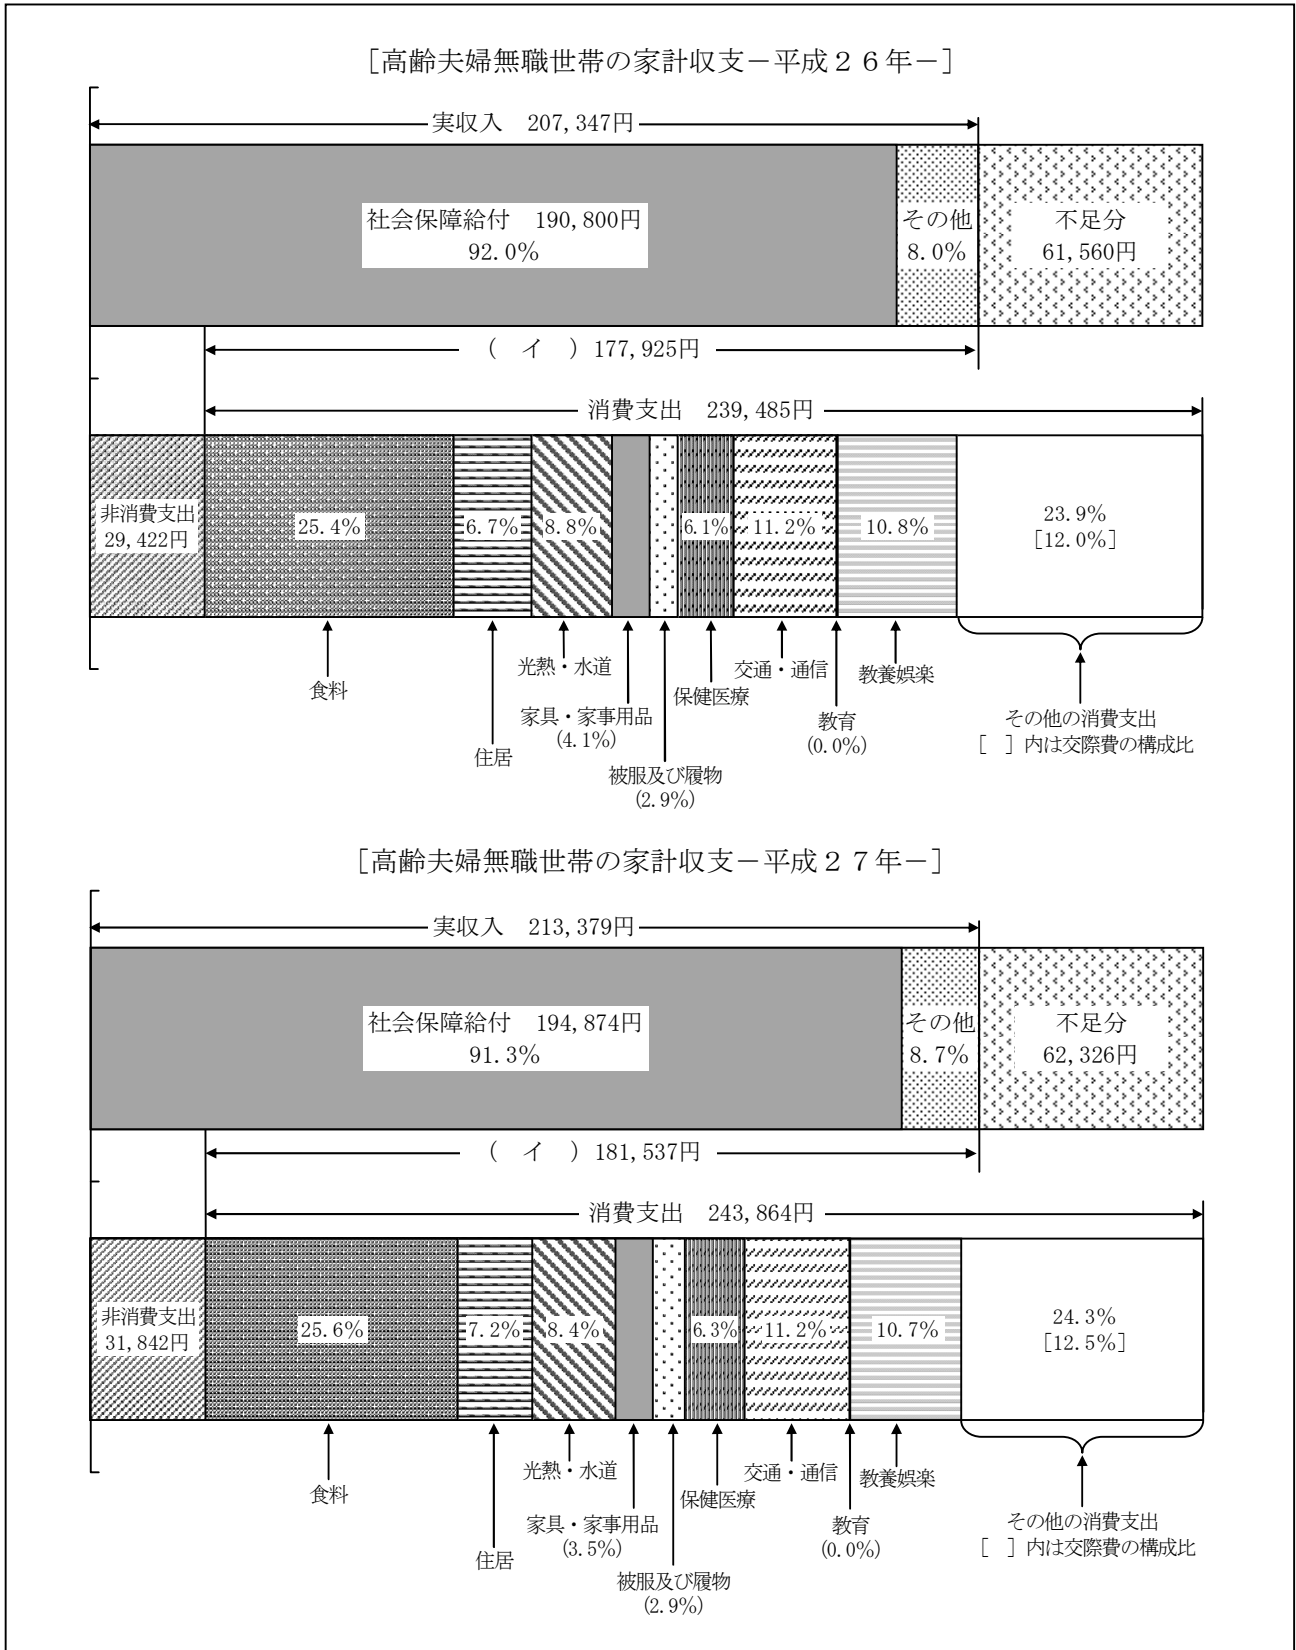 ［高齢夫婦無職世帯の家計収支－平成２６年－］
実収入　207,347円
社会保障給付　190,800円
92.0%
その他
8.0%
不足分
61,560円
（　イ　）177,925円
消費支出　239,485円
非消費支出
29,422円
25.4%
6.7%
8.8%
6.1%
11.2%
10.8%
23.9%
[12.0%]
食料
住居
光熱・水道
家具・家事用品
(4.1%)
被服及び履物
(2.9%)
保健医療
交通・通信
教育
(0.0%)
教養娯楽
その他の消費支出
［　］内は交際費の構成比
［高齢夫婦無職世帯の家計収支－平成２７年－］
実収入　213,379円
社会保障給付　194,874円
91.3%
その他
8.7%
不足分
62,326円
（　イ　）181,537円
消費支出　243,864円
非消費支出
31,842円
25.6%
7.2%
8.4%
6.3%
11.2%
10.7%
24.3%
[12.5%]
食料
住居
光熱・水道
家具・家事用品
(3.5%)
被服及び履物
(2.9%)
保健医療
交通・通信
教育
(0.0%)
教養娯楽
その他の消費支出
［　］内は交際費の構成比